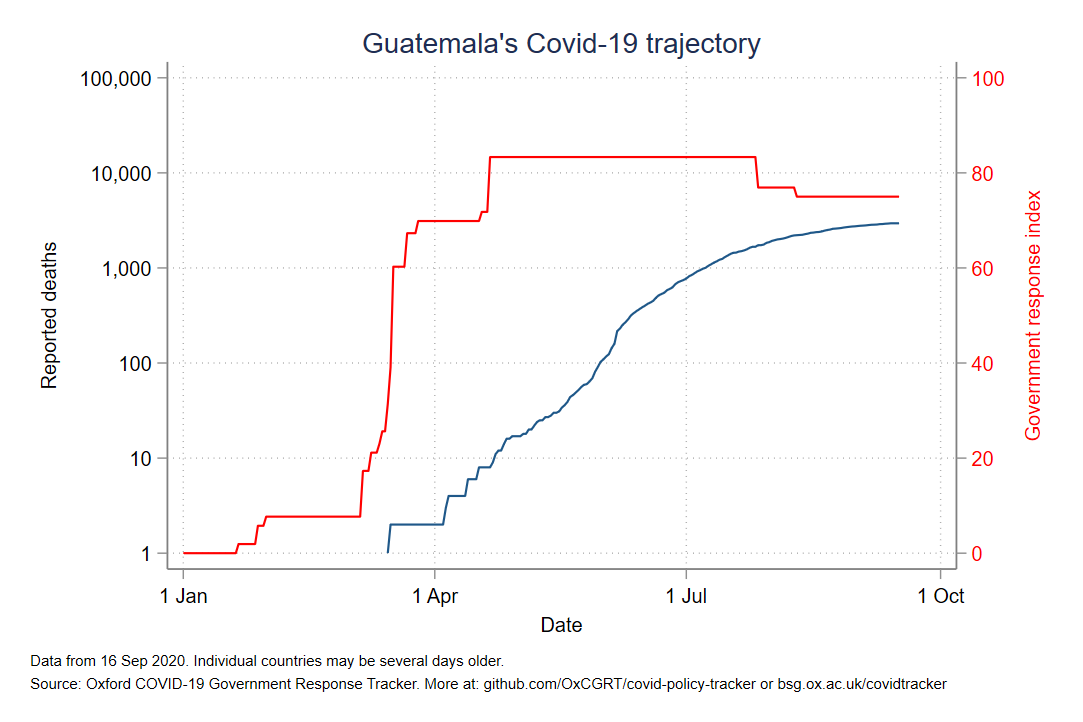 Guatemala's Covid-19 trajectory
100,000
10,000
1,000
100
10
1
Reported deaths
100
80
60
40
20
0
Government response index
1 Jan
1 Apr
1 Jul
1 Oct
Date
Data from 16 Sep 2020. Individual countries may be several days older.
Source: Oxford COVID-19 Government Response Tracker. More at: github.com/OxCGRT/covid-policy-tracker or bsg.ox.ac.uk/covidtracker